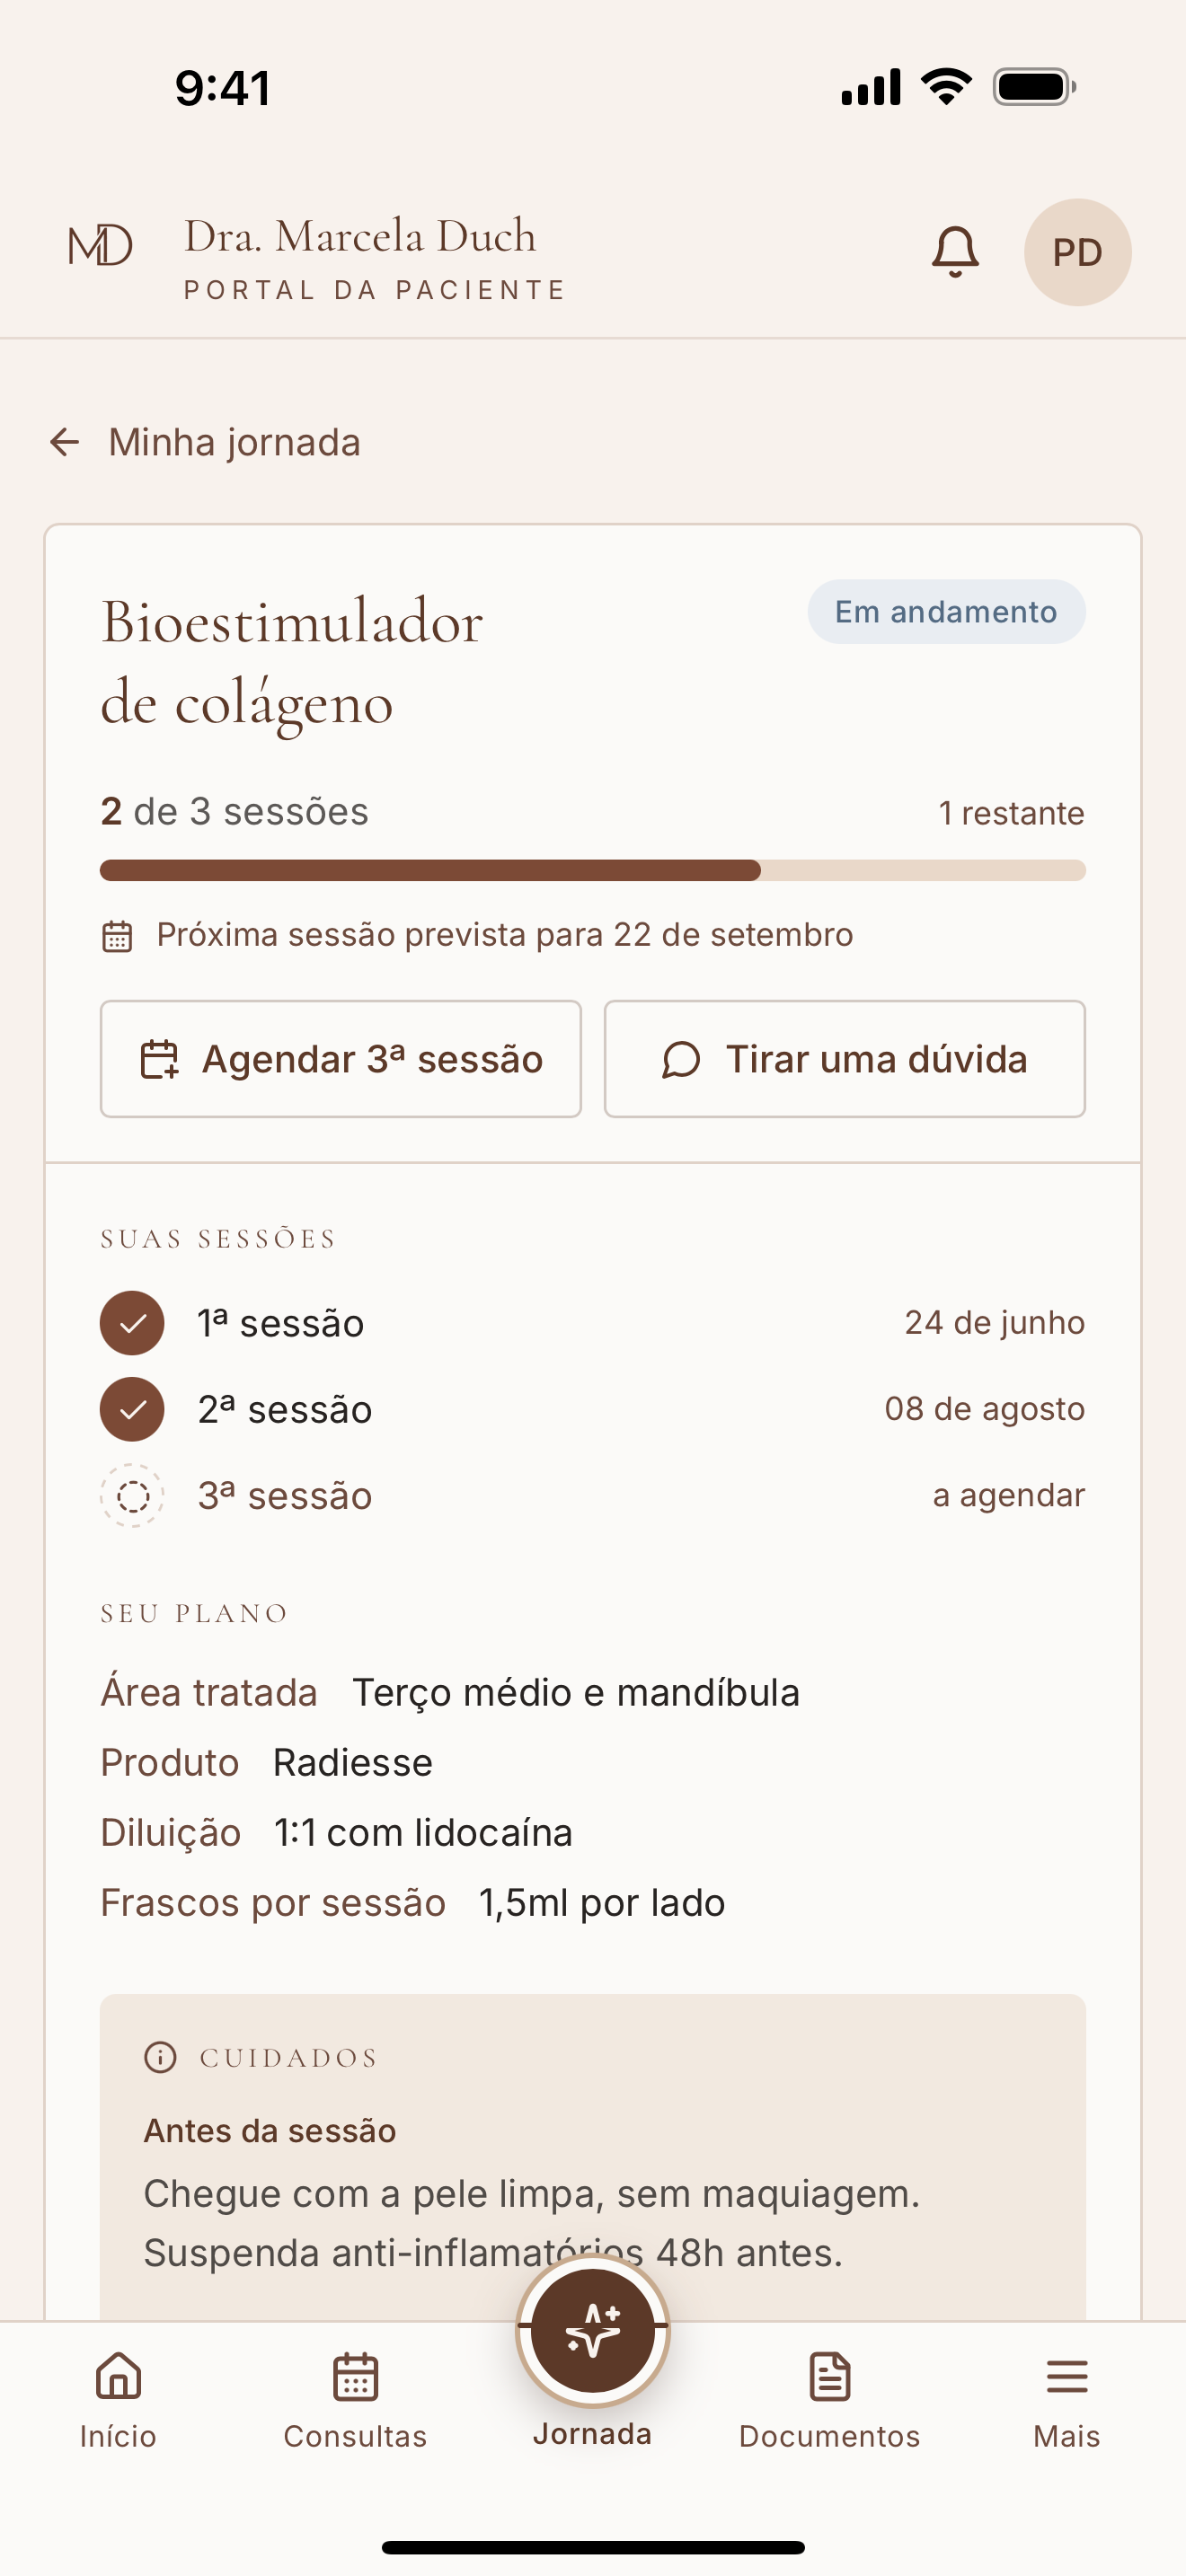 9:41
MD
Dra. Marcela Duch
PORTAL DA PACIENTE
PD
Minha jornada
Bioestimulador
de colágeno
Em andamento
2 de 3 sessões
1 restante
Próxima sessão prevista para 22 de setembro
Agendar 3ª sessão
Tirar uma dúvida
SUAS SESSÕES
1ª sessão
24 de junho
2ª sessão
08 de agosto
3ª sessão
a agendar
SEU PLANO
Área tratada Terço médio e mandíbula
Produto Radiesse
Diluição 1:1 com lidocaína
Frascos por sessão 1,5ml por lado
CUIDADOS
Antes da sessão
Chegue com a pele limpa, sem maquiagem.
Suspenda anti-inflamatórios 48h antes.
Início
Consultas
Jornada
Documentos
Mais